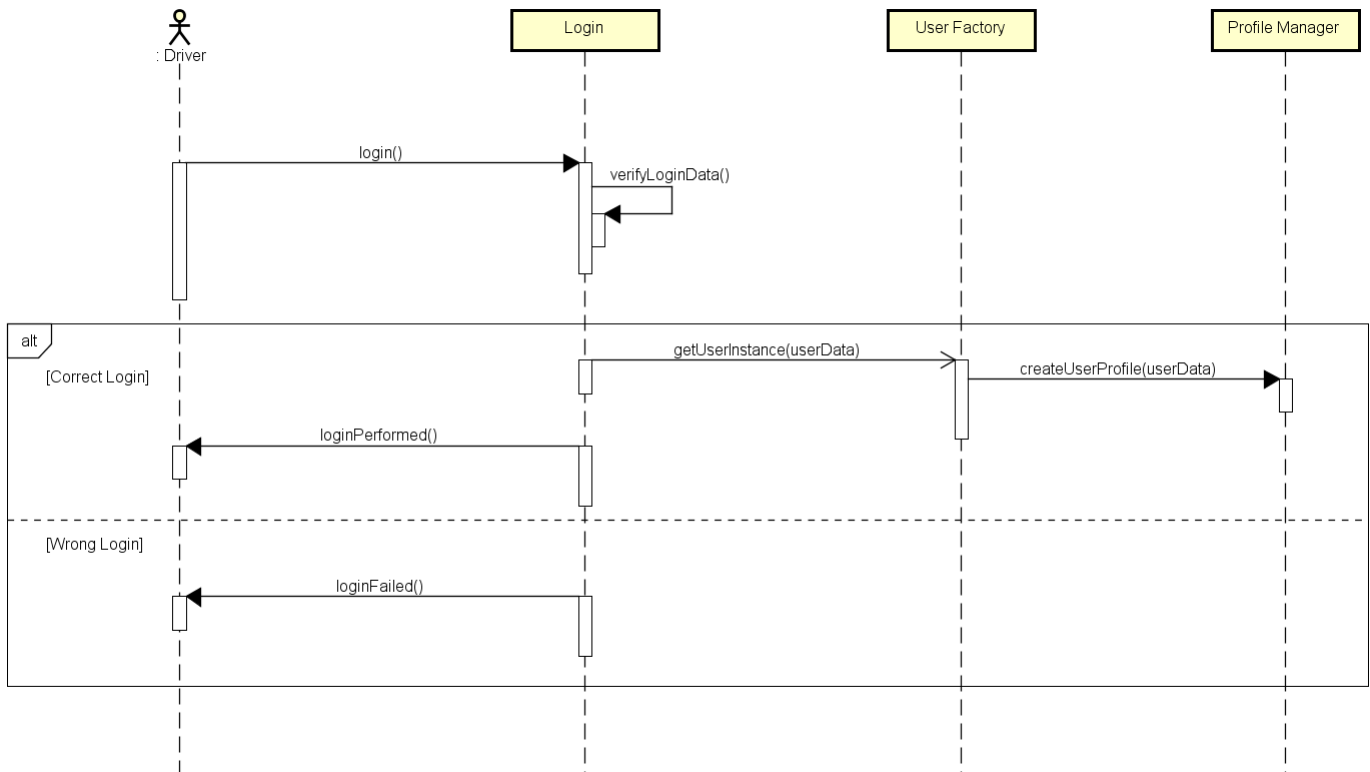 : Driver
Login
User Factory
Profile Manager
login()
verifyLoginData()
alt
[Correct Login]
getUserInstance(userData)
createUserProfile(userData)
loginPerformed()
[Wrong Login]
loginFailed()